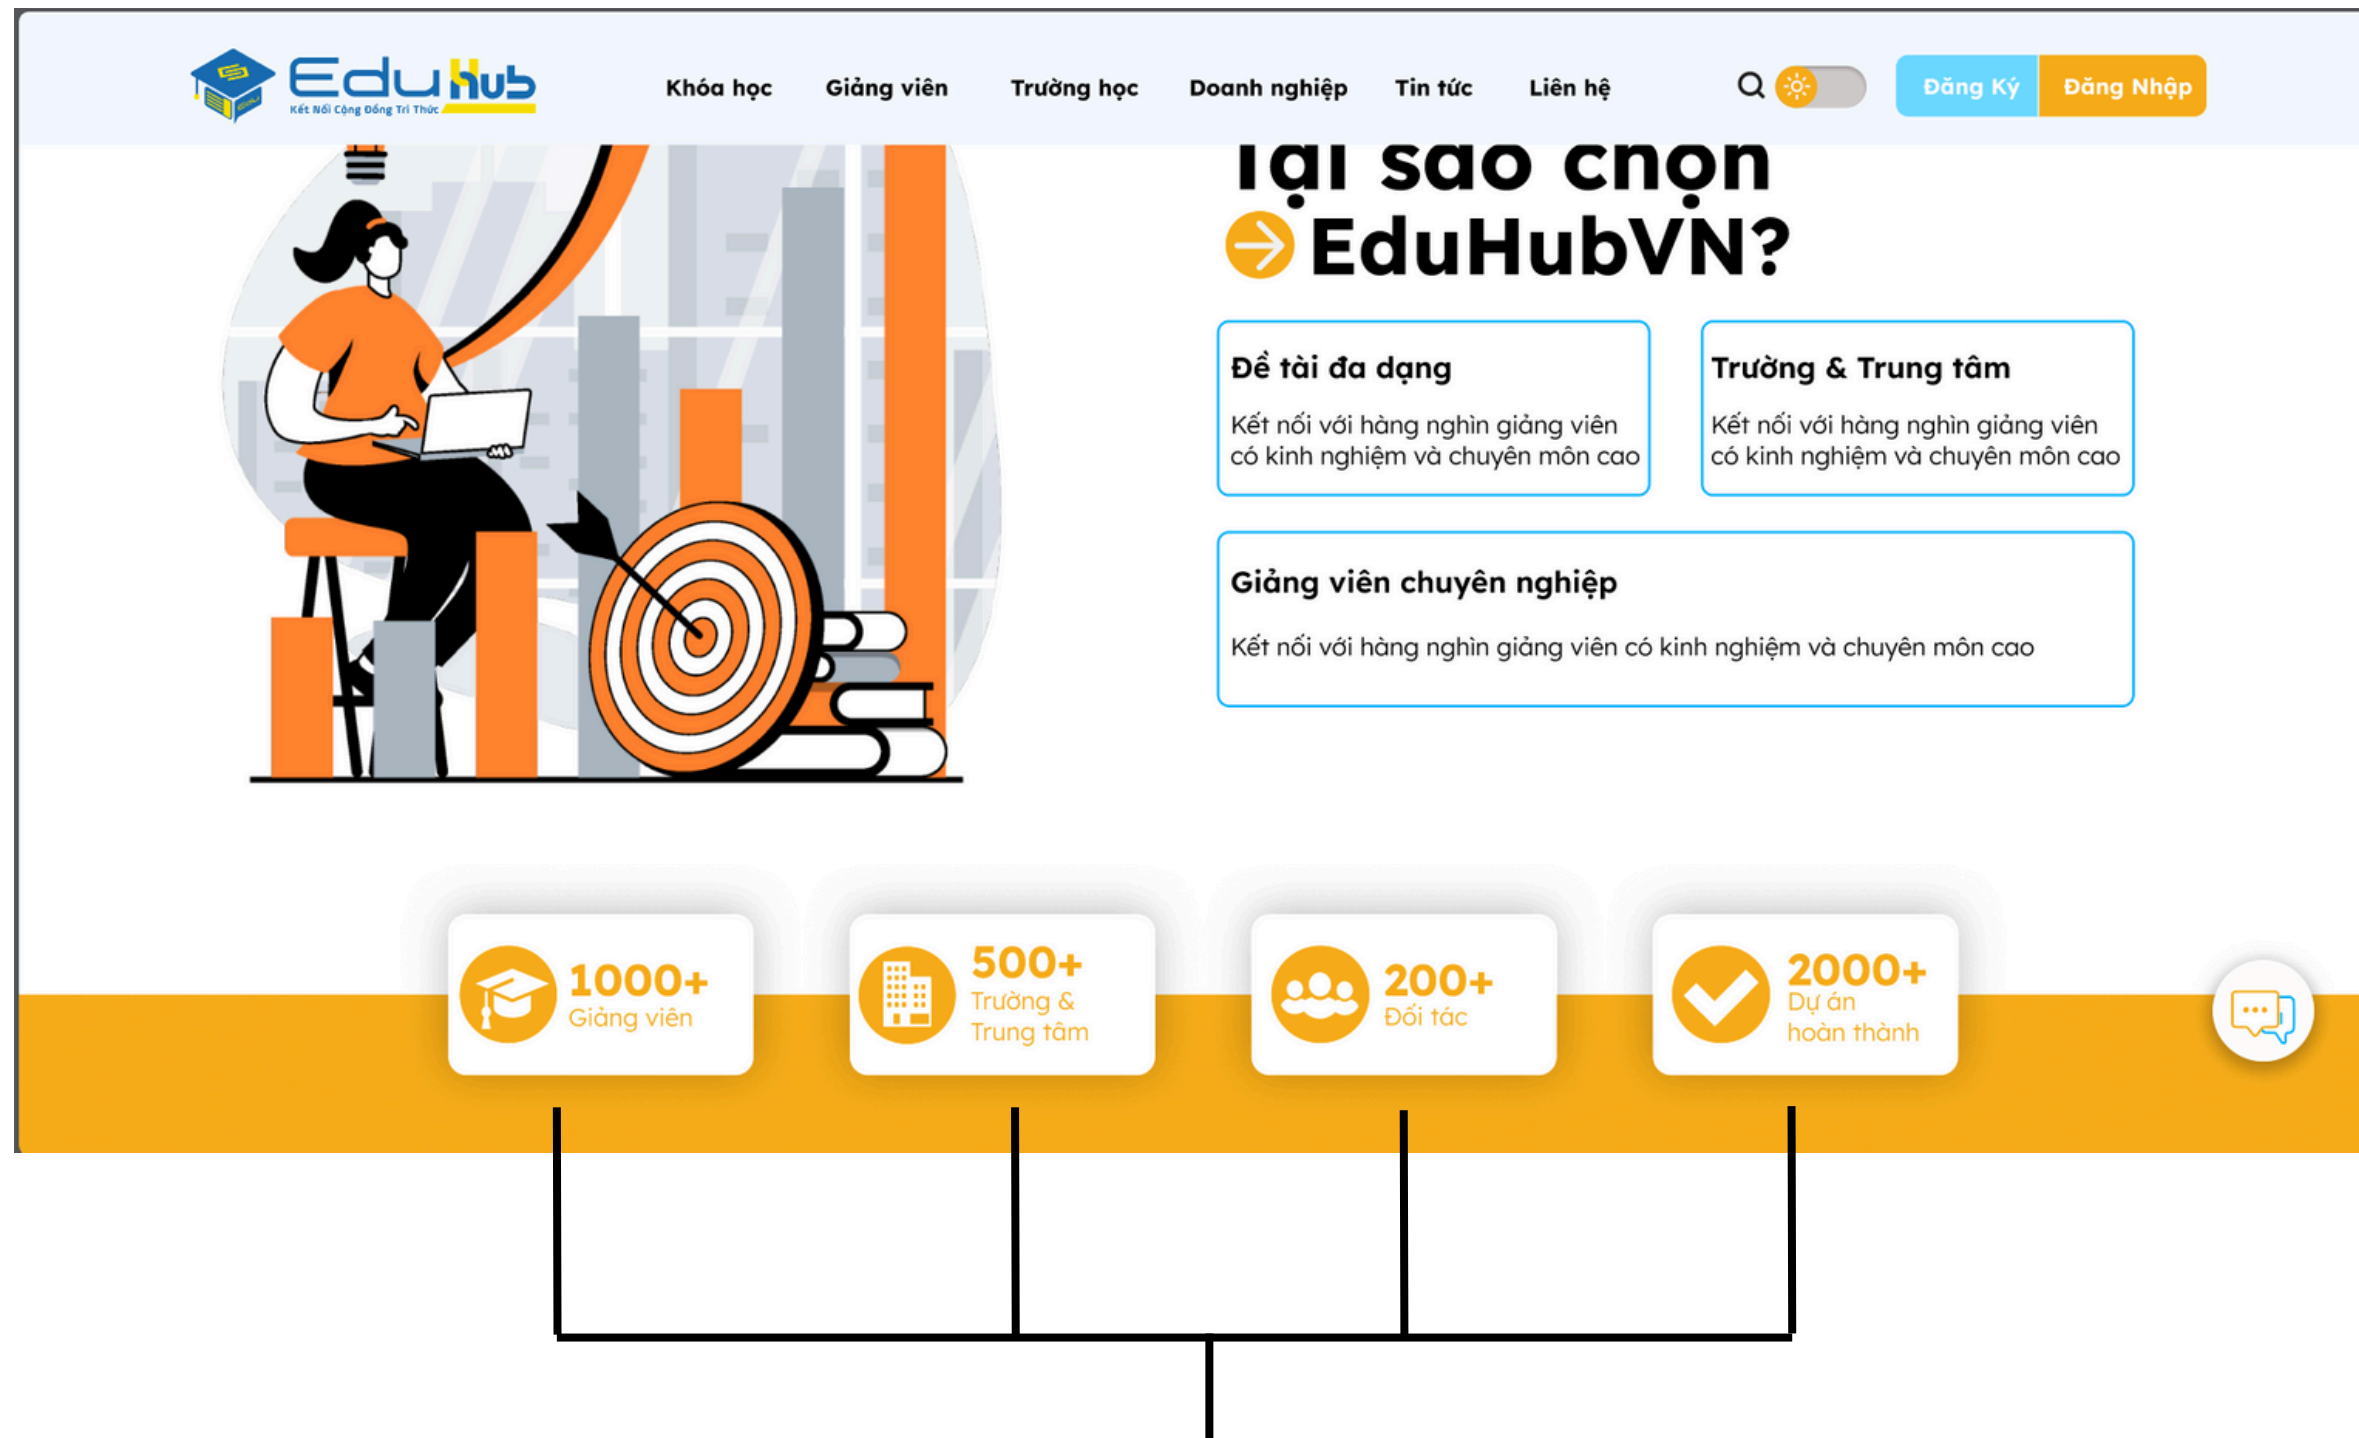 Edu Hub
Kết Nối Cộng Đồng Tri Thức
Khóa học
Giảng viên
Trường học
Doanh nghiệp
Tin tức
Liên hệ
Đăng Ký
Đăng Nhập
Tại sao chọn
EduHubVN?
Đề tài đa dạng
Kết nối với hàng nghìn giảng viên
có kinh nghiệm và chuyên môn cao
Trường & Trung tâm
Kết nối với hàng nghìn giảng viên
có kinh nghiệm và chuyên môn cao
Giảng viên chuyên nghiệp
Kết nối với hàng nghìn giảng viên có kinh nghiệm và chuyên môn cao
1000+
Giảng viên
500+
Trường &
Trung tâm
200+
Đối tác
2000+
Dự án
hoàn thành